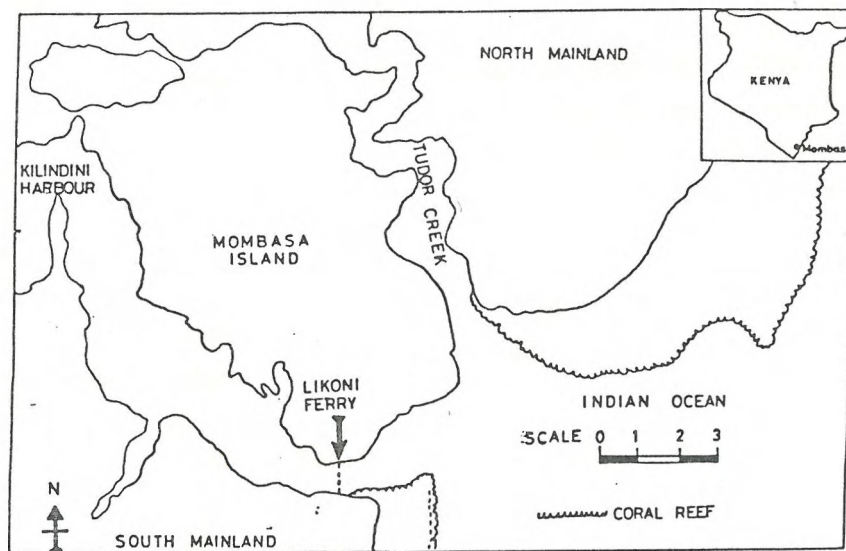 NORTH MAINLAND
KENYA
Mombas
KILINDINI
HARBOUR
TUDOR CREEK
MOMBASA
ISLAND
LIKONI
FERRY
INDIAN OCEAN
SCALE 0 1 2 3
CORAL REEF
N
SOUTH MAINLAND